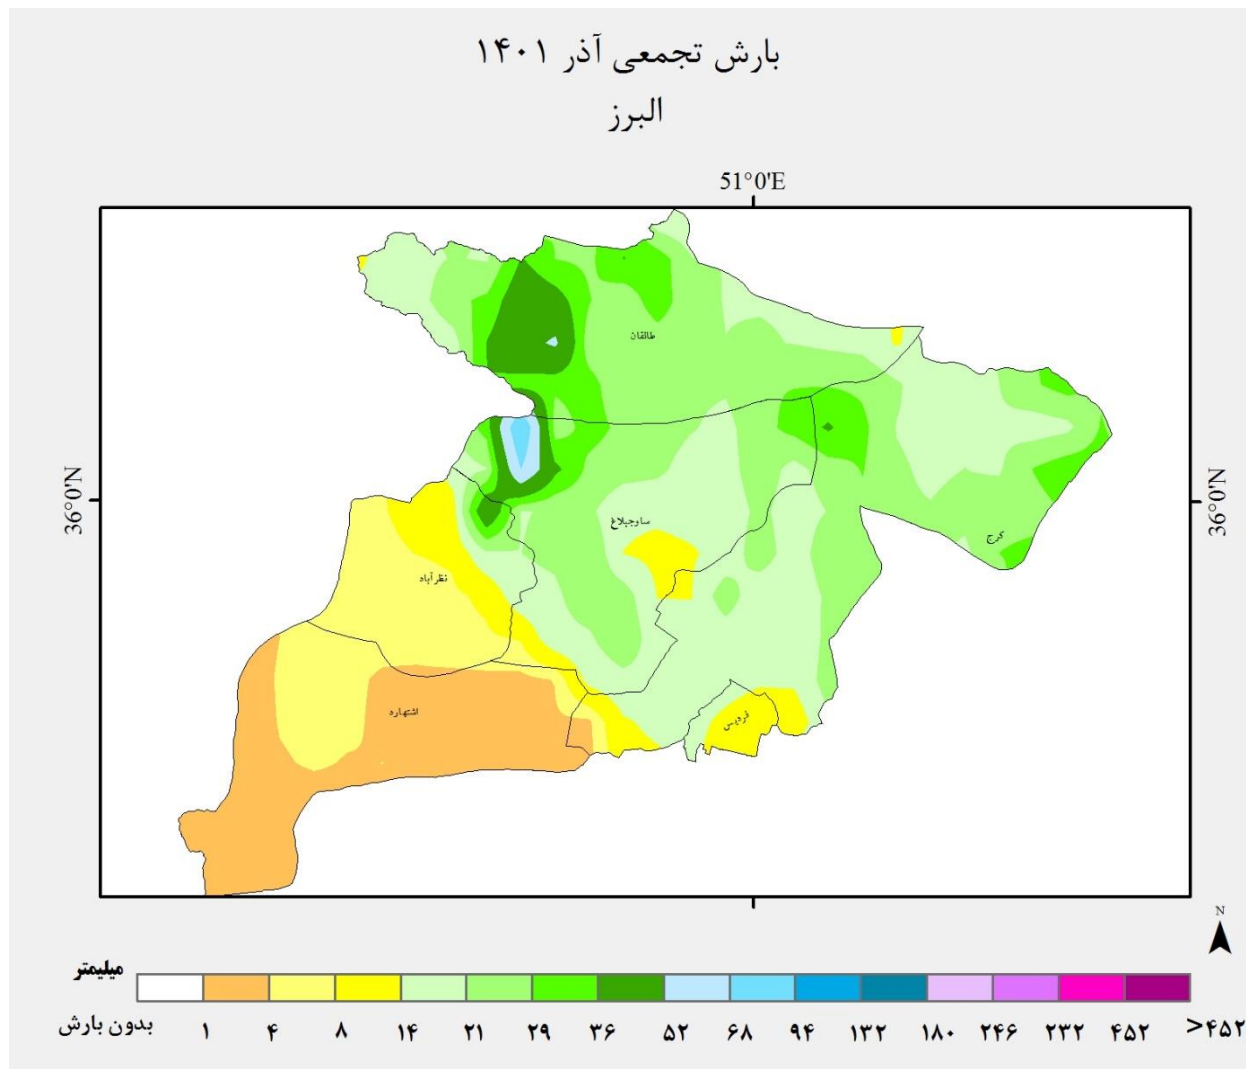 بارش تجمعی آذر ۱۴۰۱
البرز
51°0'E
36°0'N
36°0'N
طالقان
ساوجبلاغ
کرج
نظرآباد
اشتهارد
فردیس
N
میلیمتر
بدون بارش ۱ ۴ ۸ ۱۴ ۲۱ ۲۹ ۳۶ ۵۲ ۶۸ ۹۴ ۱۳۲ ۱۸۰ ۲۴۶ ۲۳۲ ۴۵۲ >۴۵۲